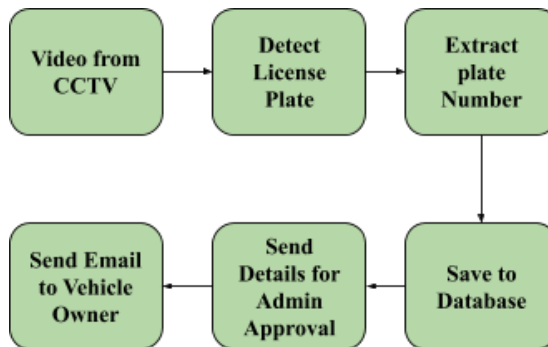 Video from
CCTV
Detect
License
Plate
Extract
plate
Number
Save to
Database
Send
Details for
Admin
Approval
Send Email
to Vehicle
Owner